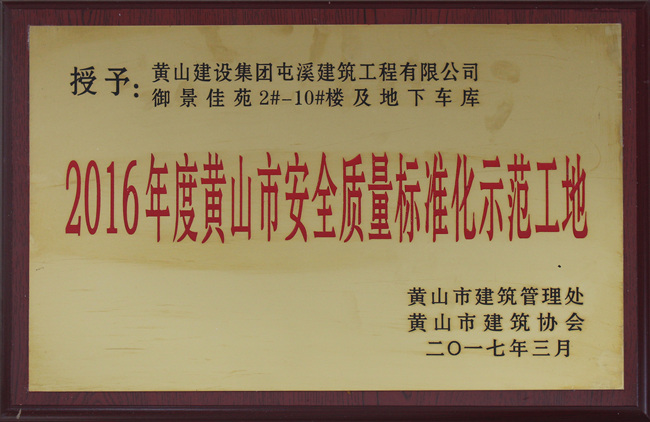 授予：
黄山建设集团屯溪建筑工程有限公司
御景佳苑2#-10#楼及地下车库
2016年度黄山市安全质量标准化示范工地
黄山市建筑管理处
黄山市建筑协会
二〇一七年三月